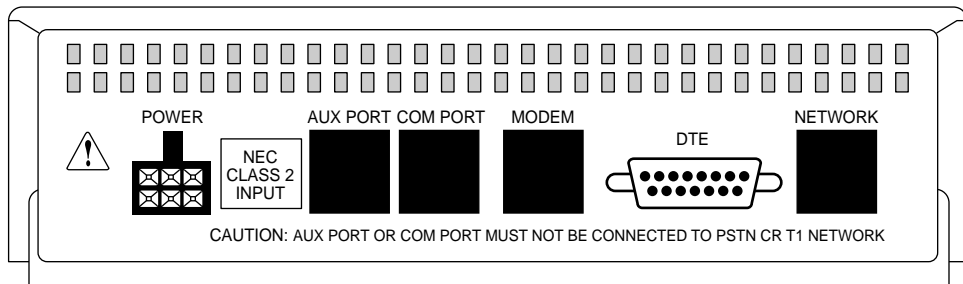 POWER
AUX PORT
COM PORT
MODEM
DTE
NETWORK
NEC
CLASS 2
INPUT
CAUTION: AUX PORT OR COM PORT MUST NOT BE CONNECTED TO PSTN CR T1 NETWORK